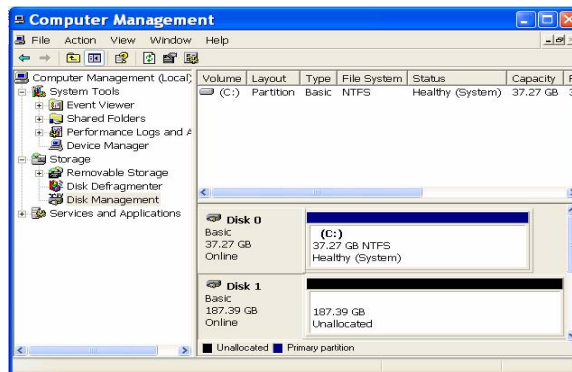 Computer Management
File Action View Window Help
Computer Management (Local)
System Tools
Event Viewer
Shared Folders
Performance Logs and A
Device Manager
Storage
Removable Storage
Disk Defragmenter
Disk Management
Services and Applications
Volume Layout Type File System Status Capacity F
(C:) Partition Basic NTFS Healthy (System) 37.27 GB
Disk 0
Basic
37.27 GB
Online
(C:)
37.27 GB NTFS
Healthy (System)
Disk 1
Basic
187.39 GB
Online
187.39 GB
Unallocated
Unallocated Primary partition